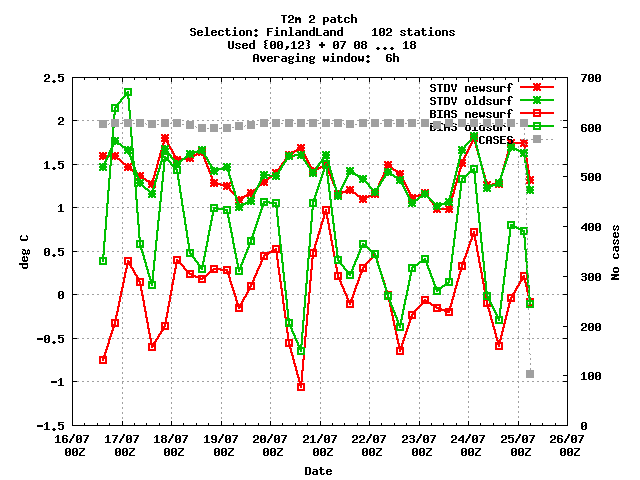 T2m 2 patch
Selection: FinlandLand    102 stations
Used {00,12} + 07 08 ... 18
Averaging window:  6h
STDV newsurf
STDV oldsurf
BIAS newsurf
BIAS oldsurf
CASES
2.5
2
1.5
1
0.5
0
-0.5
-1
-1.5
deg C
700
600
500
400
300
200
100
0
No cases
16/07 17/07 18/07 19/07 20/07 21/07 22/07 23/07 24/07 25/07 26/07
00Z 00Z 00Z 00Z 00Z 00Z 00Z 00Z 00Z 00Z 00Z
Date